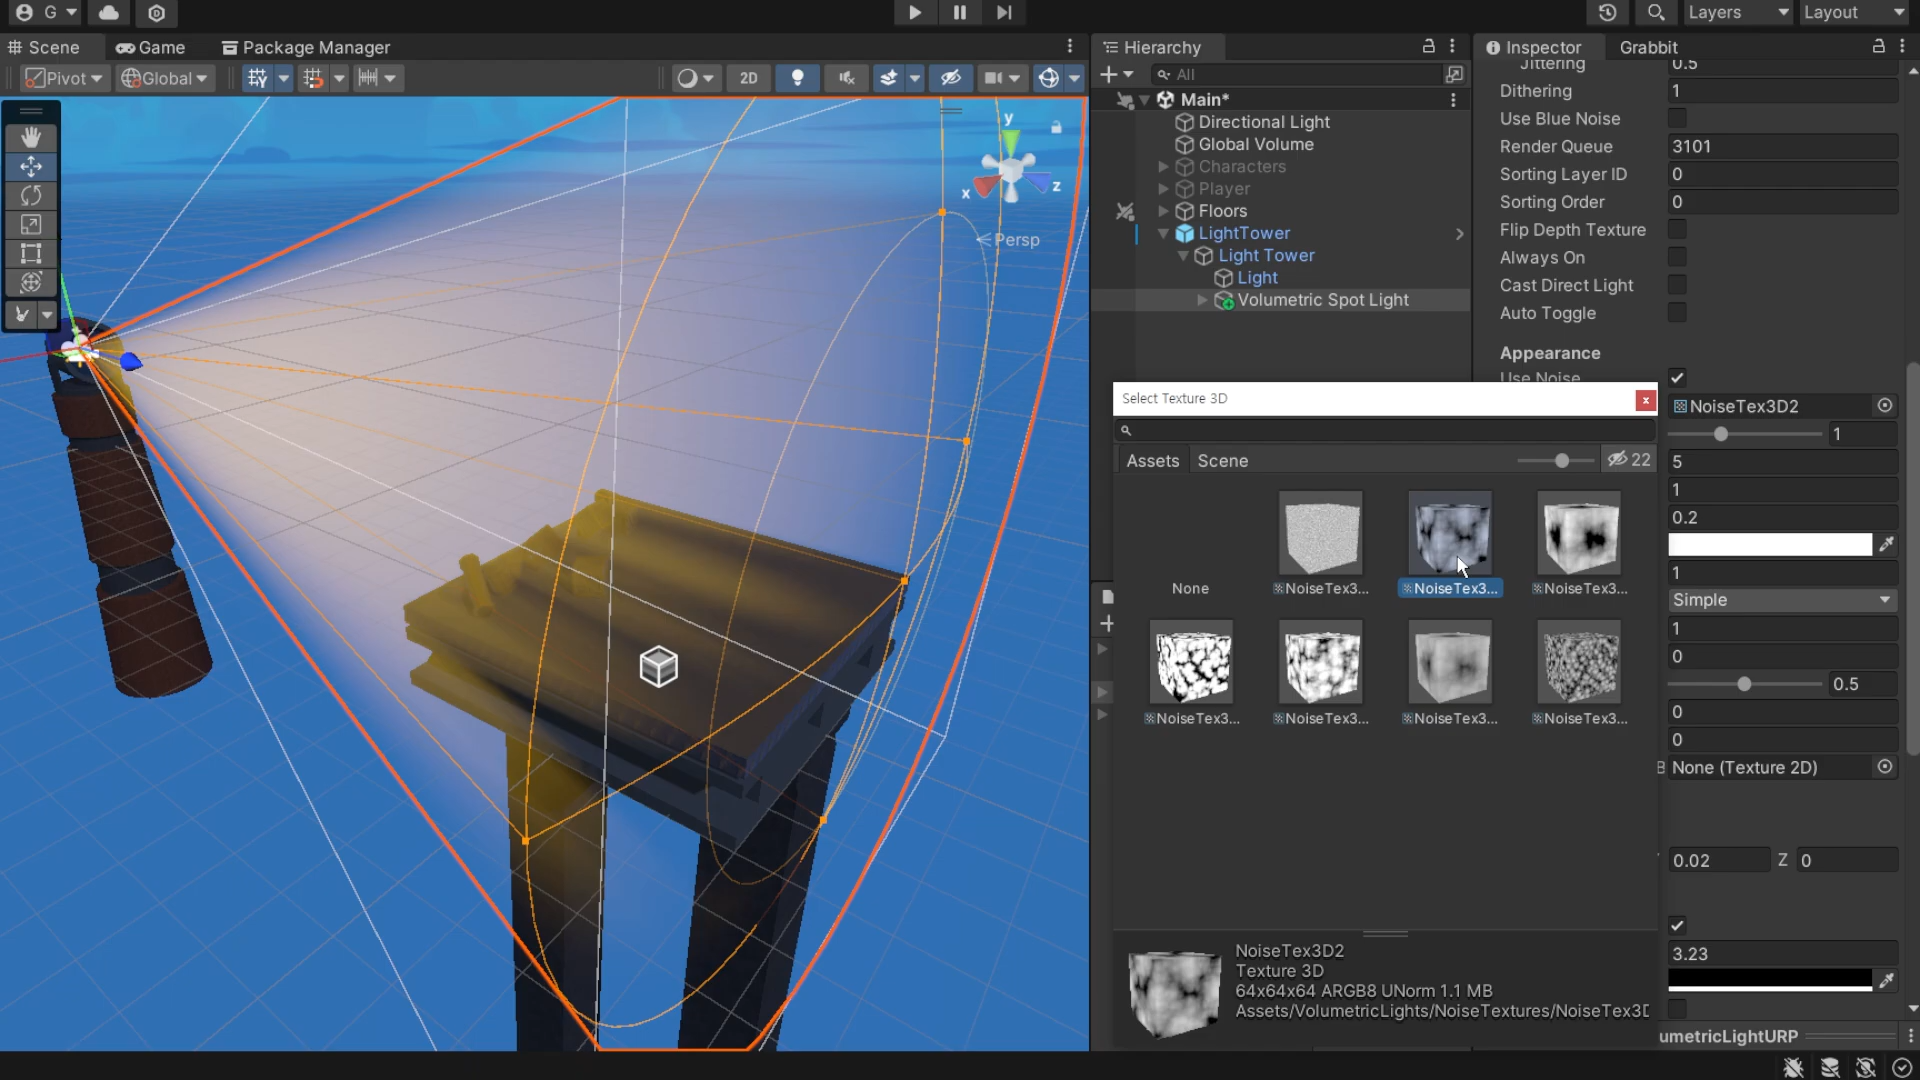 G
Layers
Layout
Scene
Game
Package Manager
Hierarchy
Inspector
Grabbit
Pivot
Global
2D
All
Main*
Directional Light
Global Volume
Characters
Player
Floors
LightTower
Light Tower
Light
Volumetric Spot Light
y
x
z
Persp
Jittering
0.5
Dithering
1
Use Blue Noise
Render Queue
3101
Sorting Layer ID
0
Sorting Order
0
Flip Depth Texture
Always On
Cast Direct Light
Auto Toggle
Appearance
Use Noise
NoiseTex3D2
1
5
1
0.2
1
Simple
1
0
0.5
0
0
None (Texture 2D)
0.02
Z 0
3.23
umetricLightURP
Select Texture 3D
Assets
Scene
22
None
NoiseTex3...
NoiseTex3...
NoiseTex3...
NoiseTex3...
NoiseTex3...
NoiseTex3...
NoiseTex3...
NoiseTex3D2
Texture 3D
64x64x64 ARGB8 UNorm 1.1 MB
Assets/VolumetricLights/NoiseTextures/NoiseTex3D